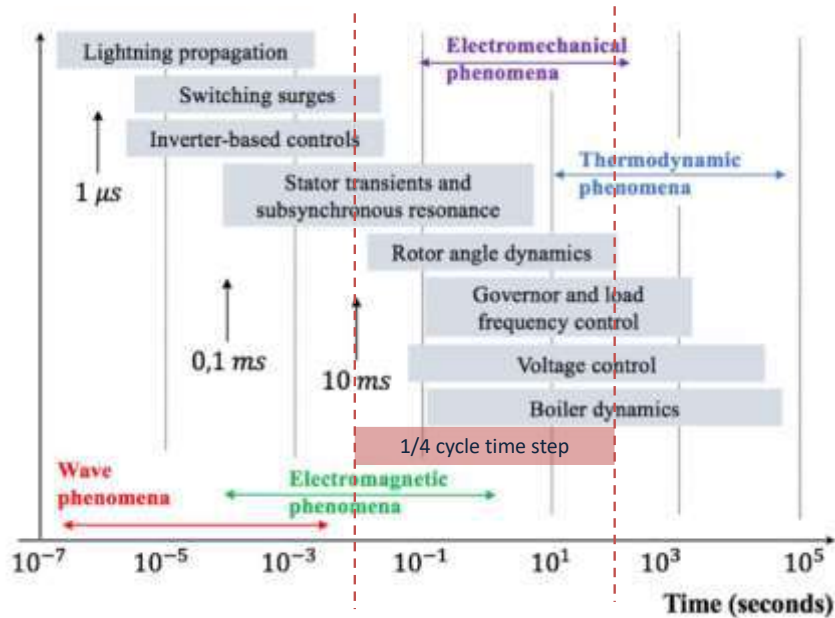 Lightning propagation
Electromechanical
phenomena
Switching surges
Inverter-based controls
Thermodynamic
phenomena
1 μs
Stator transients and
subsynchronous resonance
Rotor angle dynamics
Governor and load
frequency control
0,1 ms
10 ms
Voltage control
Boiler dynamics
1/4 cycle time step
Wave
phenomena
Electromagnetic
phenomena
10⁻⁷ 10⁻⁵ 10⁻³ 10⁻¹ 10¹ 10³ 10⁵
Time (seconds)